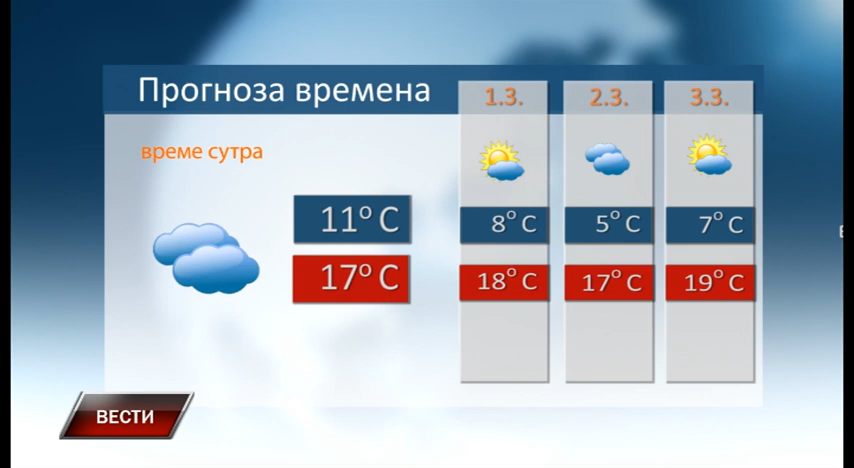 Прогноза времена
време сутра
11° C
17° C
1.3. 2.3. 3.3.
8° C 5° C 7° C
18° C 17° C 19° C
ВЕСТИ